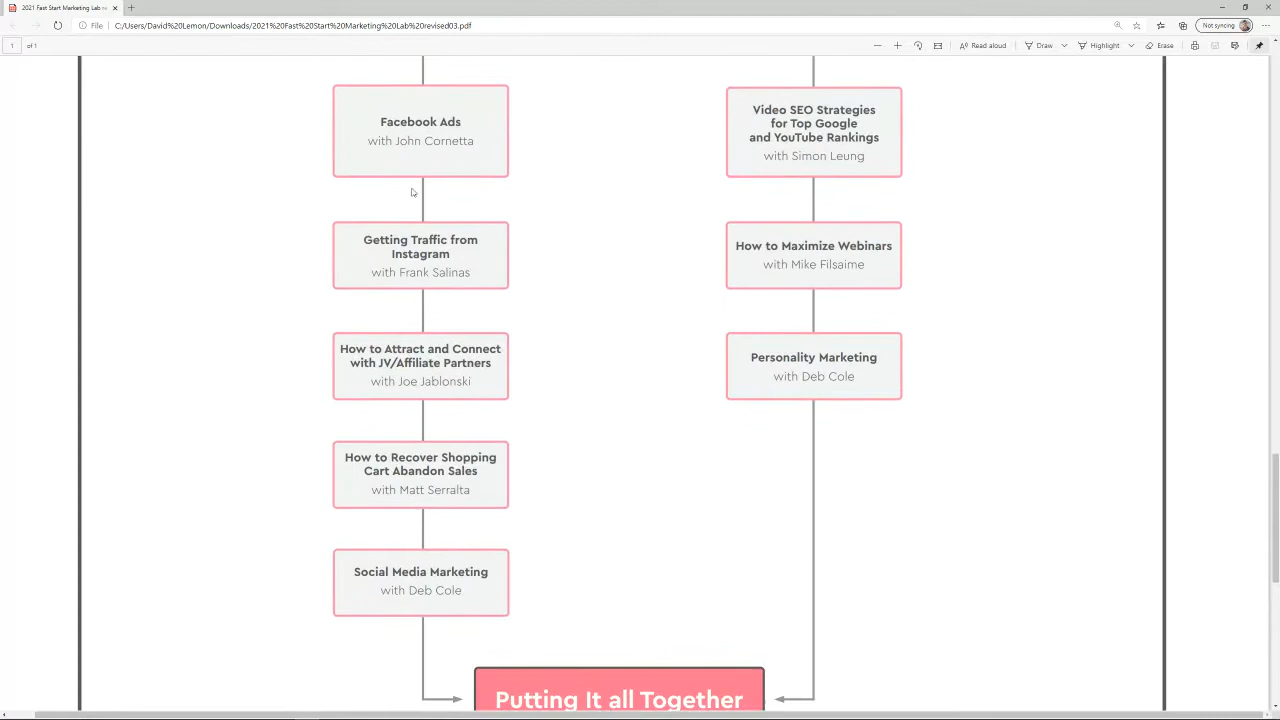 2021 Fast Start Marketing Lab re
File
C:/Users/David%20Lemon/Downloads/2021%20Fast%20Start%20Marketing%20Lab%20revised03.pdf
Not syncing
1 of 1
Read aloud
Draw
Highlight
Erase
Facebook Ads
with John Cornetta
Getting Traffic from
Instagram
with Frank Salinas
How to Attract and Connect
with JV/Affiliate Partners
with Joe Jablonski
How to Recover Shopping
Cart Abandon Sales
with Matt Serralta
Social Media Marketing
with Deb Cole
Video SEO Strategies
for Top Google
and YouTube Rankings
with Simon Leung
How to Maximize Webinars
with Mike Filsaime
Personality Marketing
with Deb Cole
Putting It all Together